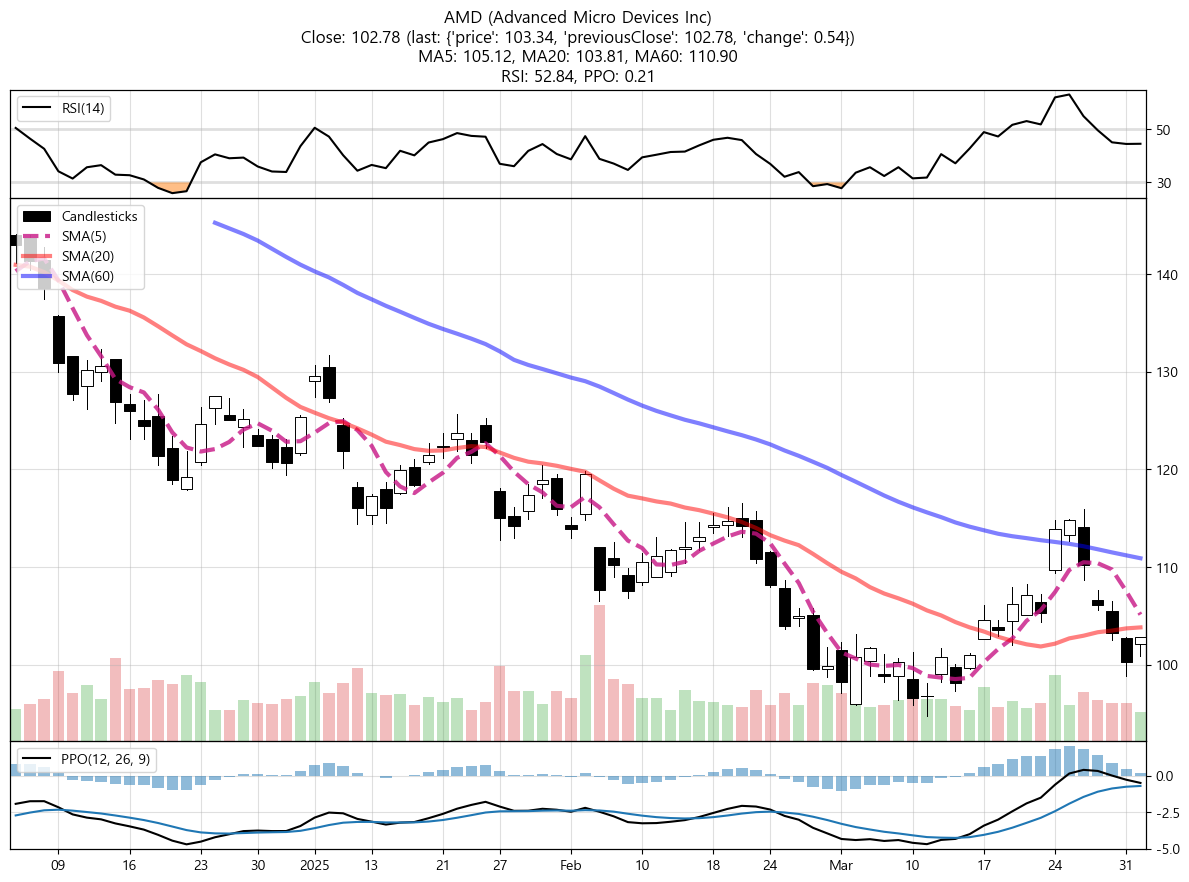 AMD (Advanced Micro Devices Inc)
Close: 102.78 (last: {'price': 103.34, 'previousClose': 102.78, 'change': 0.54})
MA5: 105.12, MA20: 103.81, MA60: 110.90
RSI: 52.84, PPO: 0.21
RSI(14)
50
30
Candlesticks
SMA(5)
SMA(20)
SMA(60)
140
130
120
110
100
PPO(12, 26, 9)
0.0
−2.5
−5.0
09 16 23 30 2025 13 21 27 Feb 10 18 24 Mar 10 17 24 31